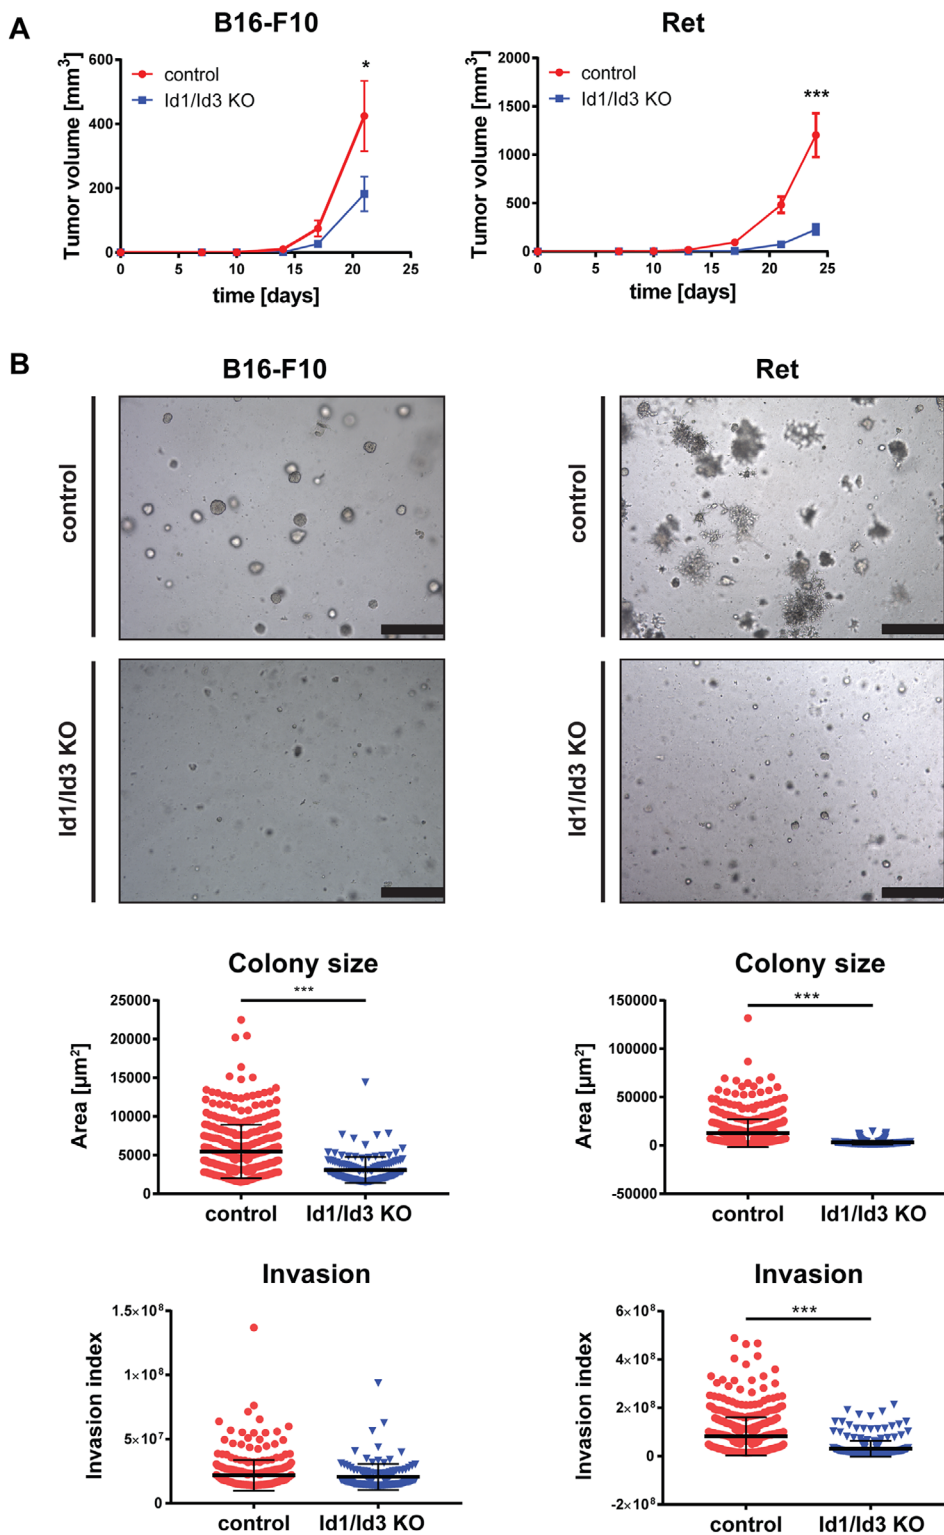 A
B16-F10
Ret
Tumor volume [mm³]
600
400
200
0
control
Id1/Id3 KO
*
0 5 10 15 20 25
time [days]
Tumor volume [mm³]
2000
1500
1000
500
0
control
Id1/Id3 KO
***
0 5 10 15 20 25
time [days]
B
B16-F10
Ret
control
control
Id1/Id3 KO
Id1/Id3 KO
Colony size
***
Area [µm²]
25000
20000
15000
10000
5000
0
control Id1/Id3 KO
Colony size
***
Area [µm²]
150000
100000
50000
0
-50000
control Id1/Id3 KO
Invasion
Invasion index
1.5×10⁸
1×10⁸
5×10⁷
0
control Id1/Id3 KO
Invasion
***
Invasion index
6×10⁸
4×10⁸
2×10⁸
0
-2×10⁸
control Id1/Id3 KO